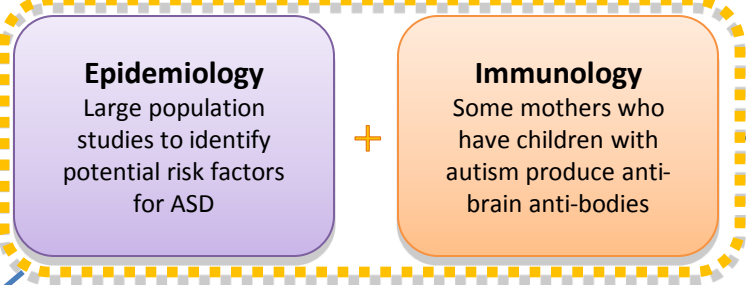 Epidemiology
Large population
studies to identify
potential risk factors
for ASD
+
Immunology
Some mothers who
have children with
autism produce anti-
brain anti-bodies